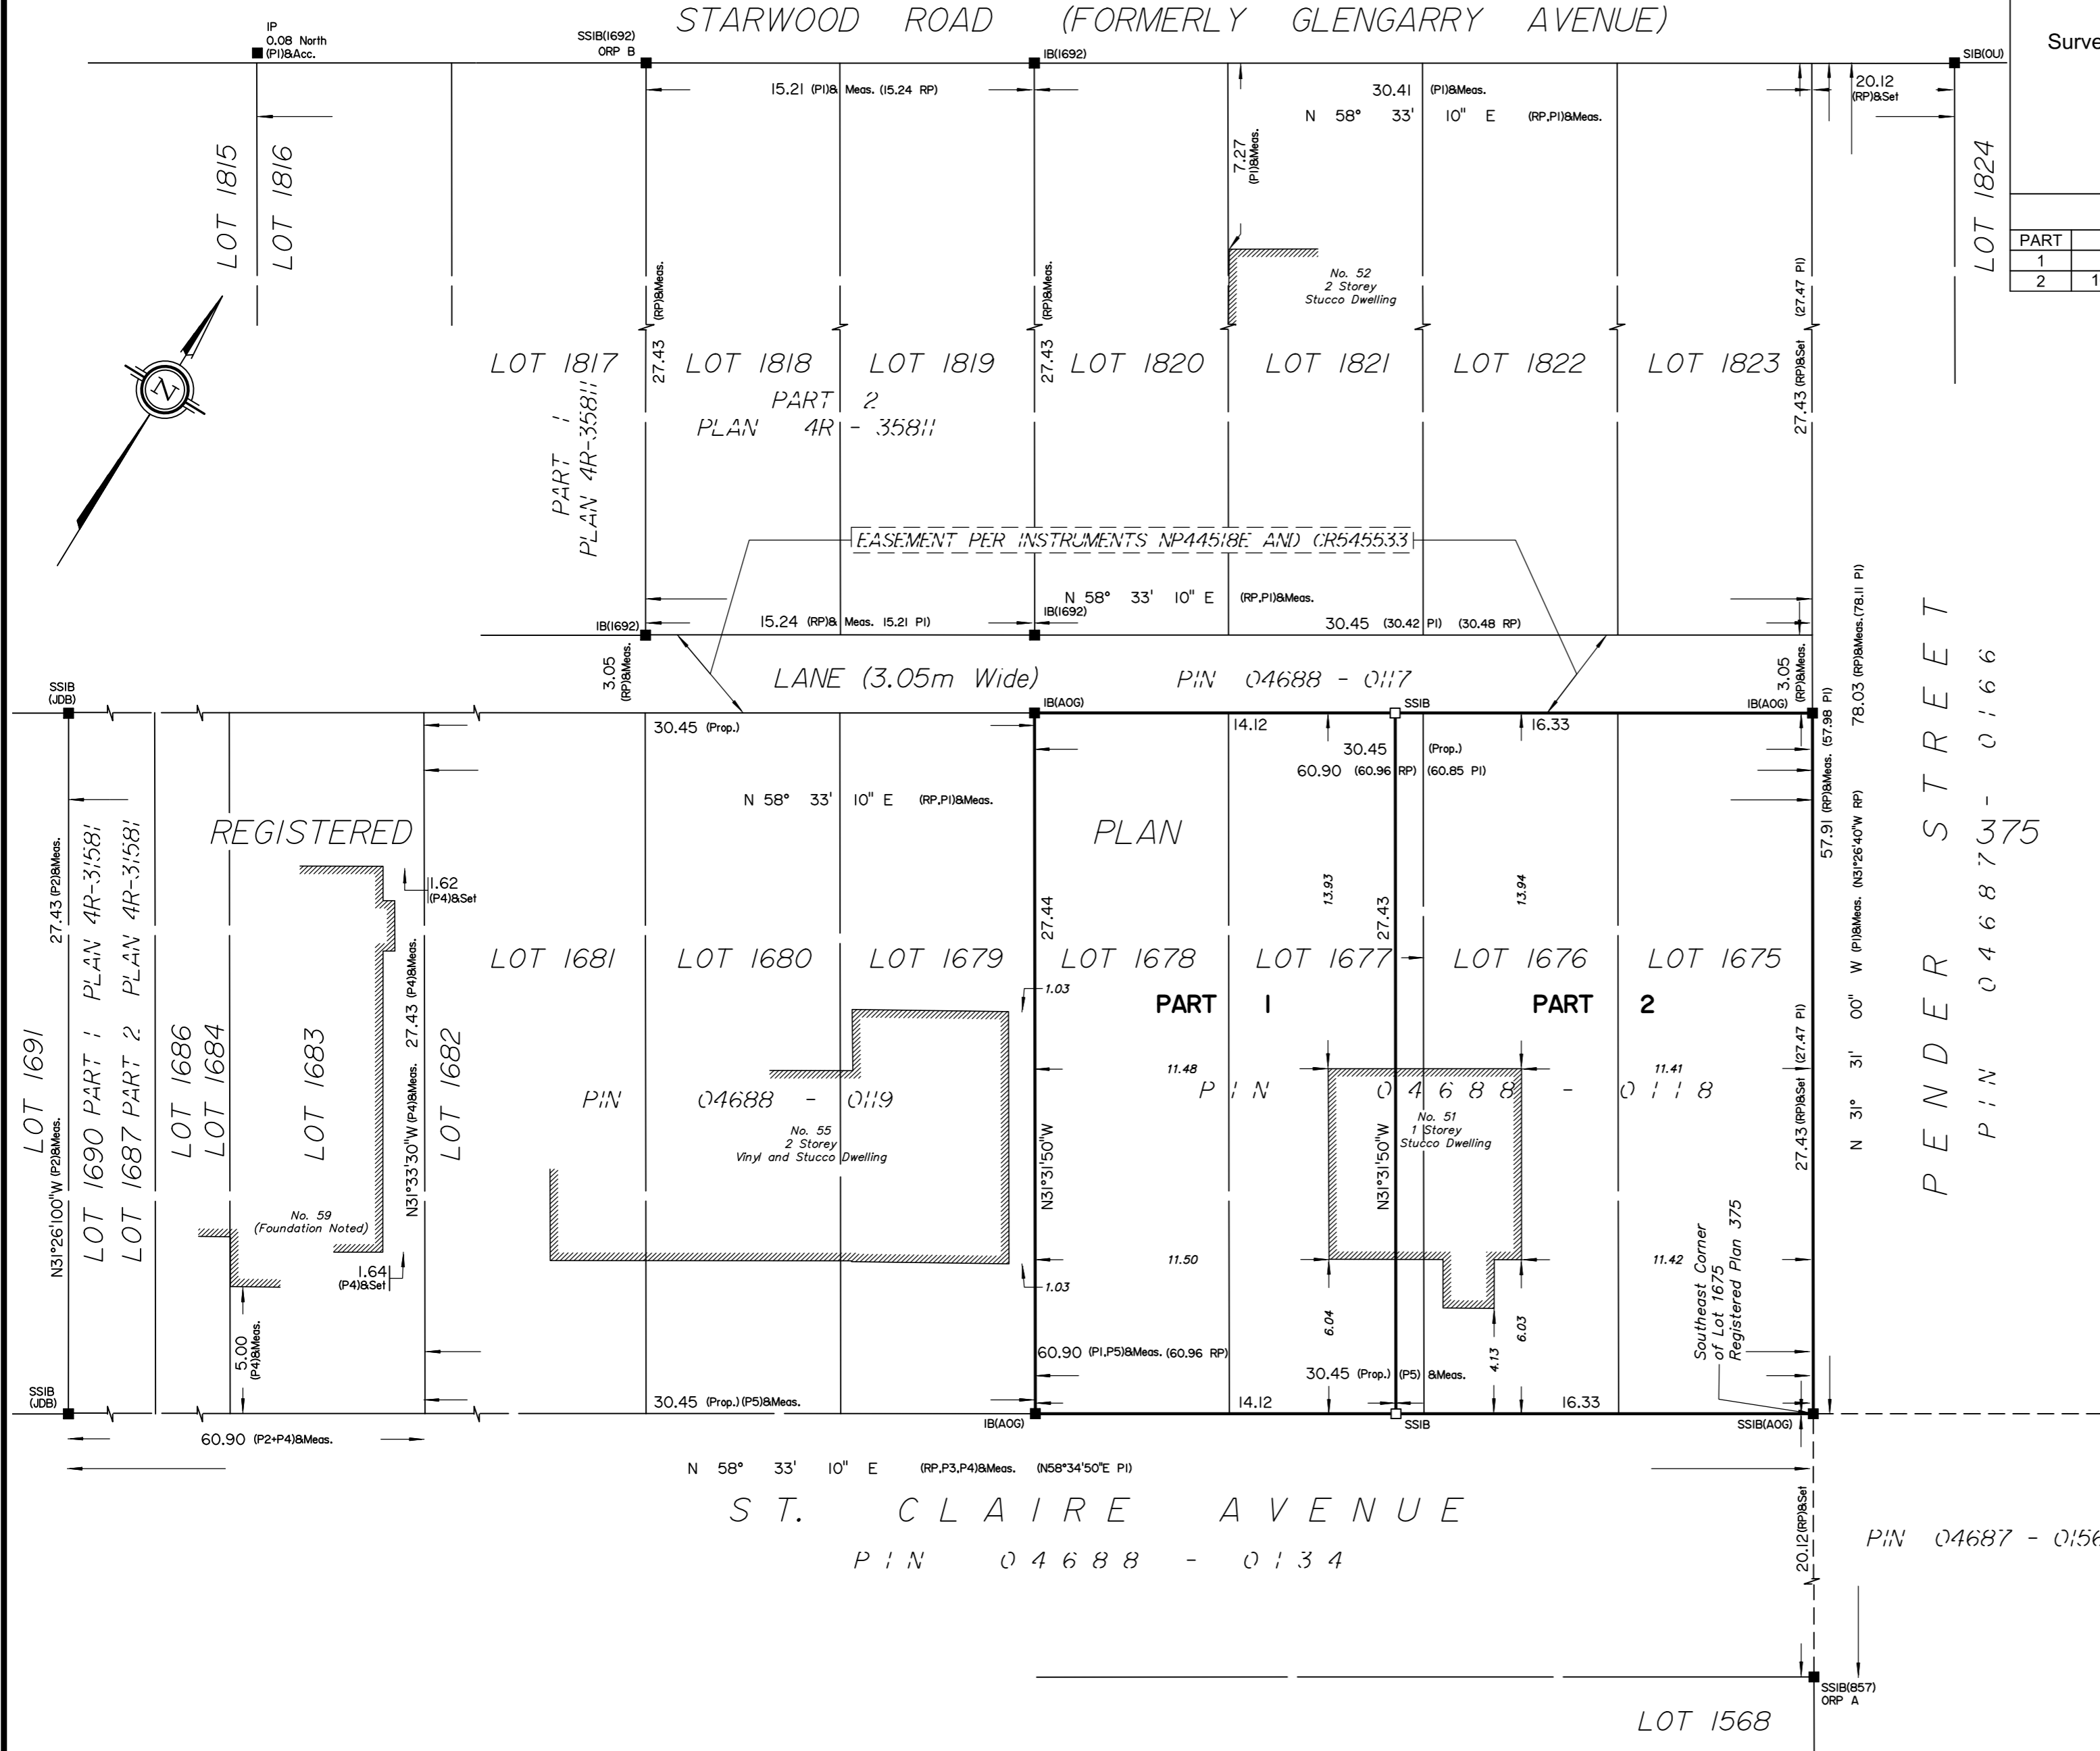 STARWOOD ROAD (FORMERLY GLENGARRY AVENUE)
IP
0.08 North
(P1)&Acc.
SSIB(1692)
ORP B
IB(1692)
SIB(OU)
Surve
15.21 (P1)& Meas. (15.24 RP)
30.41 (P1)&Meas.
N 58° 33' 10" E (RP,P1)&Meas.
20.12
(RP)&Set
7.27
(P1)&Meas.
LOT 1815
LOT 1816
LOT 1824
PART
1
2 1
No. 52
2 Storey
Stucco Dwelling
27.43 (RP)&Meas.
27.43 (RP)&Meas.
27.43 (RP)&Set (27.47 P1)
N
LOT 1817
LOT 1818
LOT 1819
LOT 1820
LOT 1821
LOT 1822
LOT 1823
PART 1
PLAN 4R-35811
PART 2
PLAN 4R - 35811
EASEMENT PER INSTRUMENTS NP44518E AND CR545533
N 58° 33' 10" E (RP,P1)&Meas.
IB(1692)
IB(1692)
15.24 (RP)& Meas. 15.21 P1)
30.45 (30.42 P1) (30.48 RP)
3.05
(RP)&Meas.
LANE (3.05m Wide)
PIN 04688 - 0117
3.05
(RP)&Meas.
SSIB
(JDB)
IB(AOG)
SSIB
IB(AOG)
30.45 (Prop.)
14.12
16.33
30.45 (Prop.)
60.90 (60.96 RP) (60.85 P1)
N 58° 33' 10" E (RP,P1)&Meas.
57.91 (RP)&Meas. (57.98 P1)
78.03 (RP)&Meas. (78.11 P1)
N 31° 31' 00" W (P1)&Meas. (N31°26'40"W RP)
PENDER STREET
PIN 04687 - 0166
REGISTERED
PLAN
375
27.43 (P2)&Meas.
N31°26'100"W (P2)&Meas.
LOT 1691
LOT 1690 PART 1 PLAN 4R-31581
LOT 1687 PART 2 PLAN 4R-31581
LOT 1686
LOT 1684
LOT 1683
LOT 1682
1.62
(P4)&Set
N31°33'30"W (P4)&Meas. 27.43 (P4)&Meas.
LOT 1681
LOT 1680
LOT 1679
LOT 1678
LOT 1677
LOT 1676
LOT 1675
27.44
N31°31'50"W
13.93
27.43
N31°31'50"W
13.94
1.03
PART 1
PART 2
11.48
11.41
PIN 04688 - 0119
PIN 04688 - 0118
No. 55
2 Storey
Vinyl and Stucco Dwelling
No. 51
1 Storey
Stucco Dwelling
27.43 (RP)&Set (27.47 P1)
No. 59
(Foundation Noted)
1.64
(P4)&Set
5.00
(P4)&Meas.
1.03
11.50
11.42
6.04
6.03
4.13
Southeast Corner
of Lot 1675
Registered Plan 375
60.90 (P1,P5)&Meas. (60.96 RP)
30.45 (Prop.) (P5) &Meas.
SSIB
(JDB)
30.45 (Prop.) (P5)&Meas.
14.12
16.33
IB(AOG)
SSIB
SSIB(AOG)
60.90 (P2+P4)&Meas.
N 58° 33' 10" E (RP,P3,P4)&Meas. (N58°34'50"E P1)
ST. CLAIRE AVENUE
PIN 04688 - 0134
20.12(RP)&Set
PIN 04687 - 0156
SSIB(857)
ORP A
LOT 1568